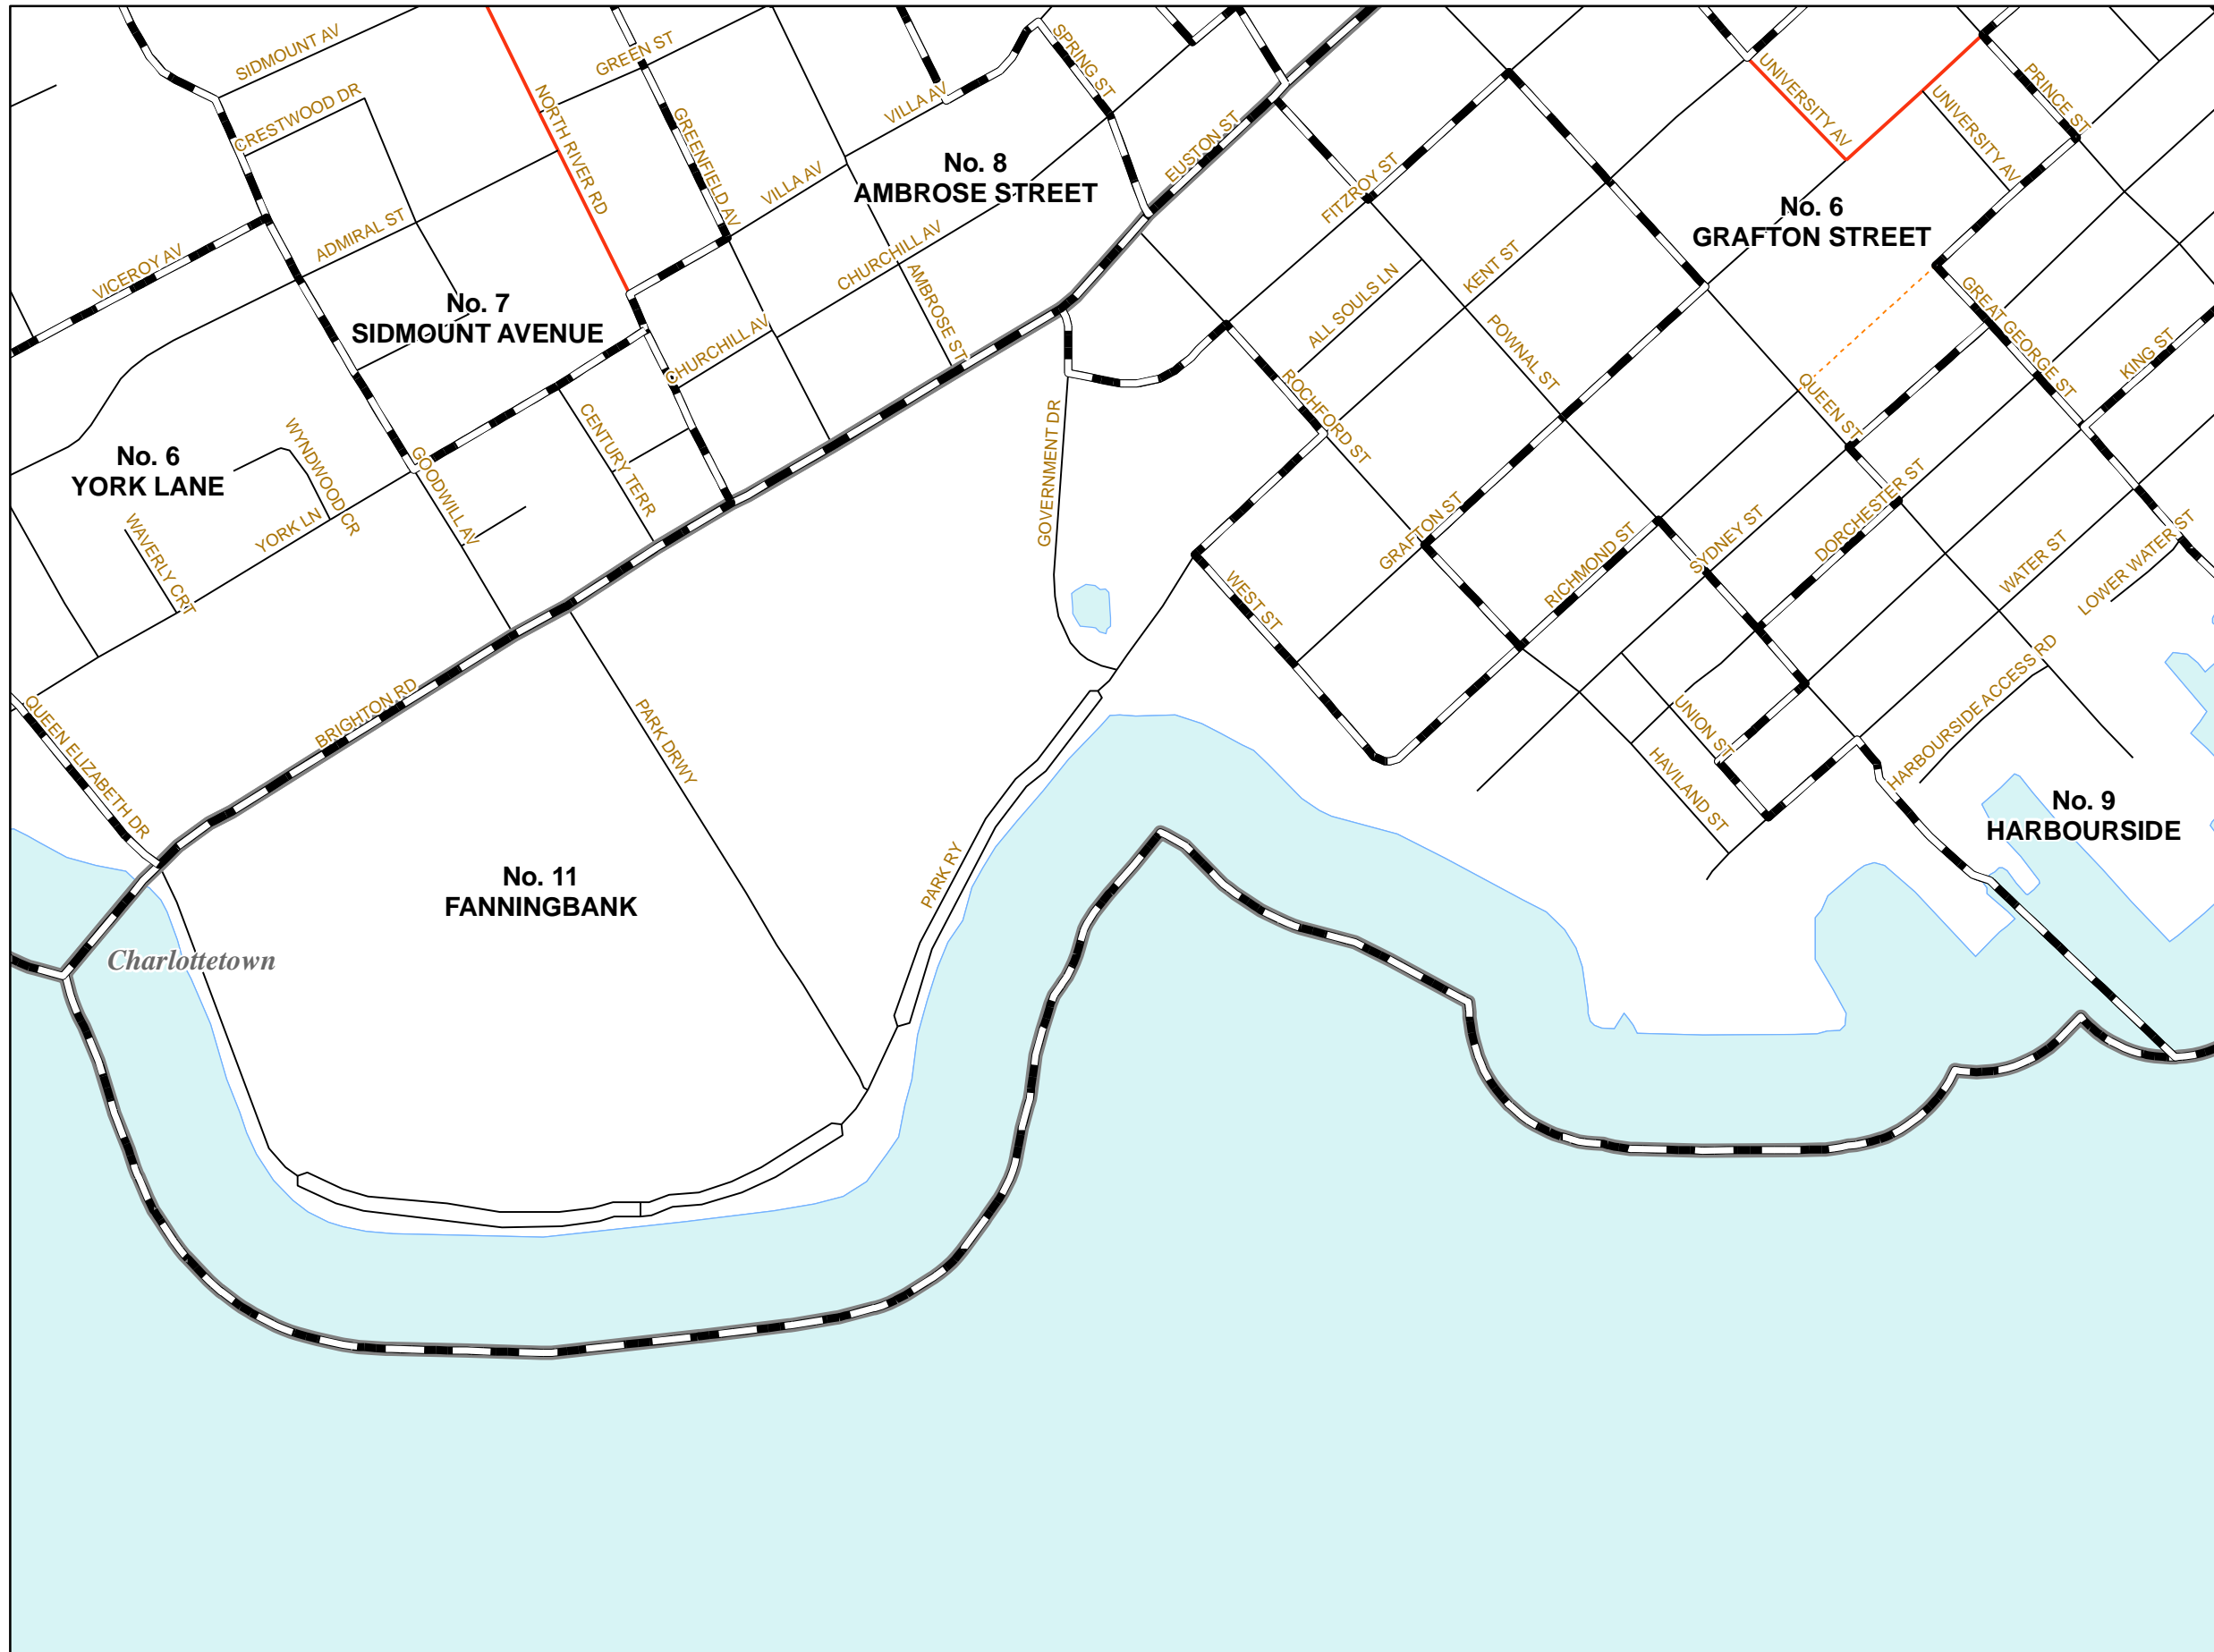 SIDMOUNT AV
GREEN ST
SPRING ST
UNIVERSITY AV
PRINCE ST
CRESTWOOD DR
NORTH RIVER RD
GREENFIELD AV
VILLA AV
EUSTON ST
UNIVERSITY AV
VILLA AV
No. 8
AMBROSE STREET
FITZROY ST
No. 6
GRAFTON STREET
ADMIRAL ST
VICEROY AV
CHURCHILL AV
AMBROSE ST
ALL SOULS LN
KENT ST
GREAT GEORGE ST
No. 7
SIDMOUNT AVENUE
CHURCHILL AV
POWNAL ST
KING ST
ROCHFORD ST
QUEEN ST
No. 6
YORK LANE
WYNDWOOD CR
GOODWILL AV
CENTURY TERR
GOVERNMENT DR
WAVERLY CRT
YORK LN
GRAFTON ST
RICHMOND ST
SYDNEY ST
DORCHESTER ST
WATER ST
LOWER WATER ST
WEST ST
QUEEN ELIZABETH DR
BRIGHTON RD
PARK DRWY
UNION ST
HAVILAND ST
HARBOURSIDE ACCESS RD
No. 9
HARBOURSIDE
PARK RY
No. 11
FANNINGBANK
Charlottetown